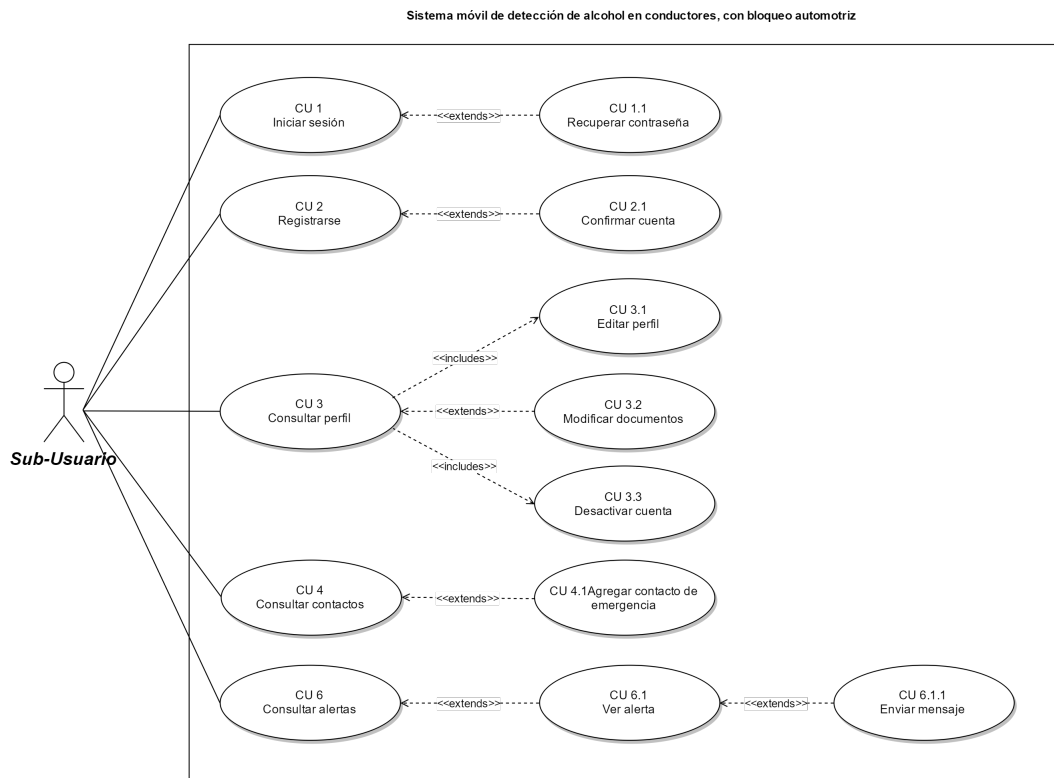 Sistema móvil de detección de alcohol en conductores, con bloqueo automotriz
CU 1
Iniciar sesión
<<extends>>
CU 1.1
Recuperar contraseña
CU 2
Registrarse
<<extends>>
CU 2.1
Confirmar cuenta
CU 3.1
Editar perfil
<<includes>>
CU 3
Consultar perfil
<<extends>>
CU 3.2
Modificar documentos
Sub-Usuario
<<includes>>
CU 3.3
Desactivar cuenta
CU 4
Consultar contactos
<<extends>>
CU 4.1Agregar contacto de
emergencia
CU 6
Consultar alertas
<<extends>>
CU 6.1
Ver alerta
<<extends>>
CU 6.1.1
Enviar mensaje